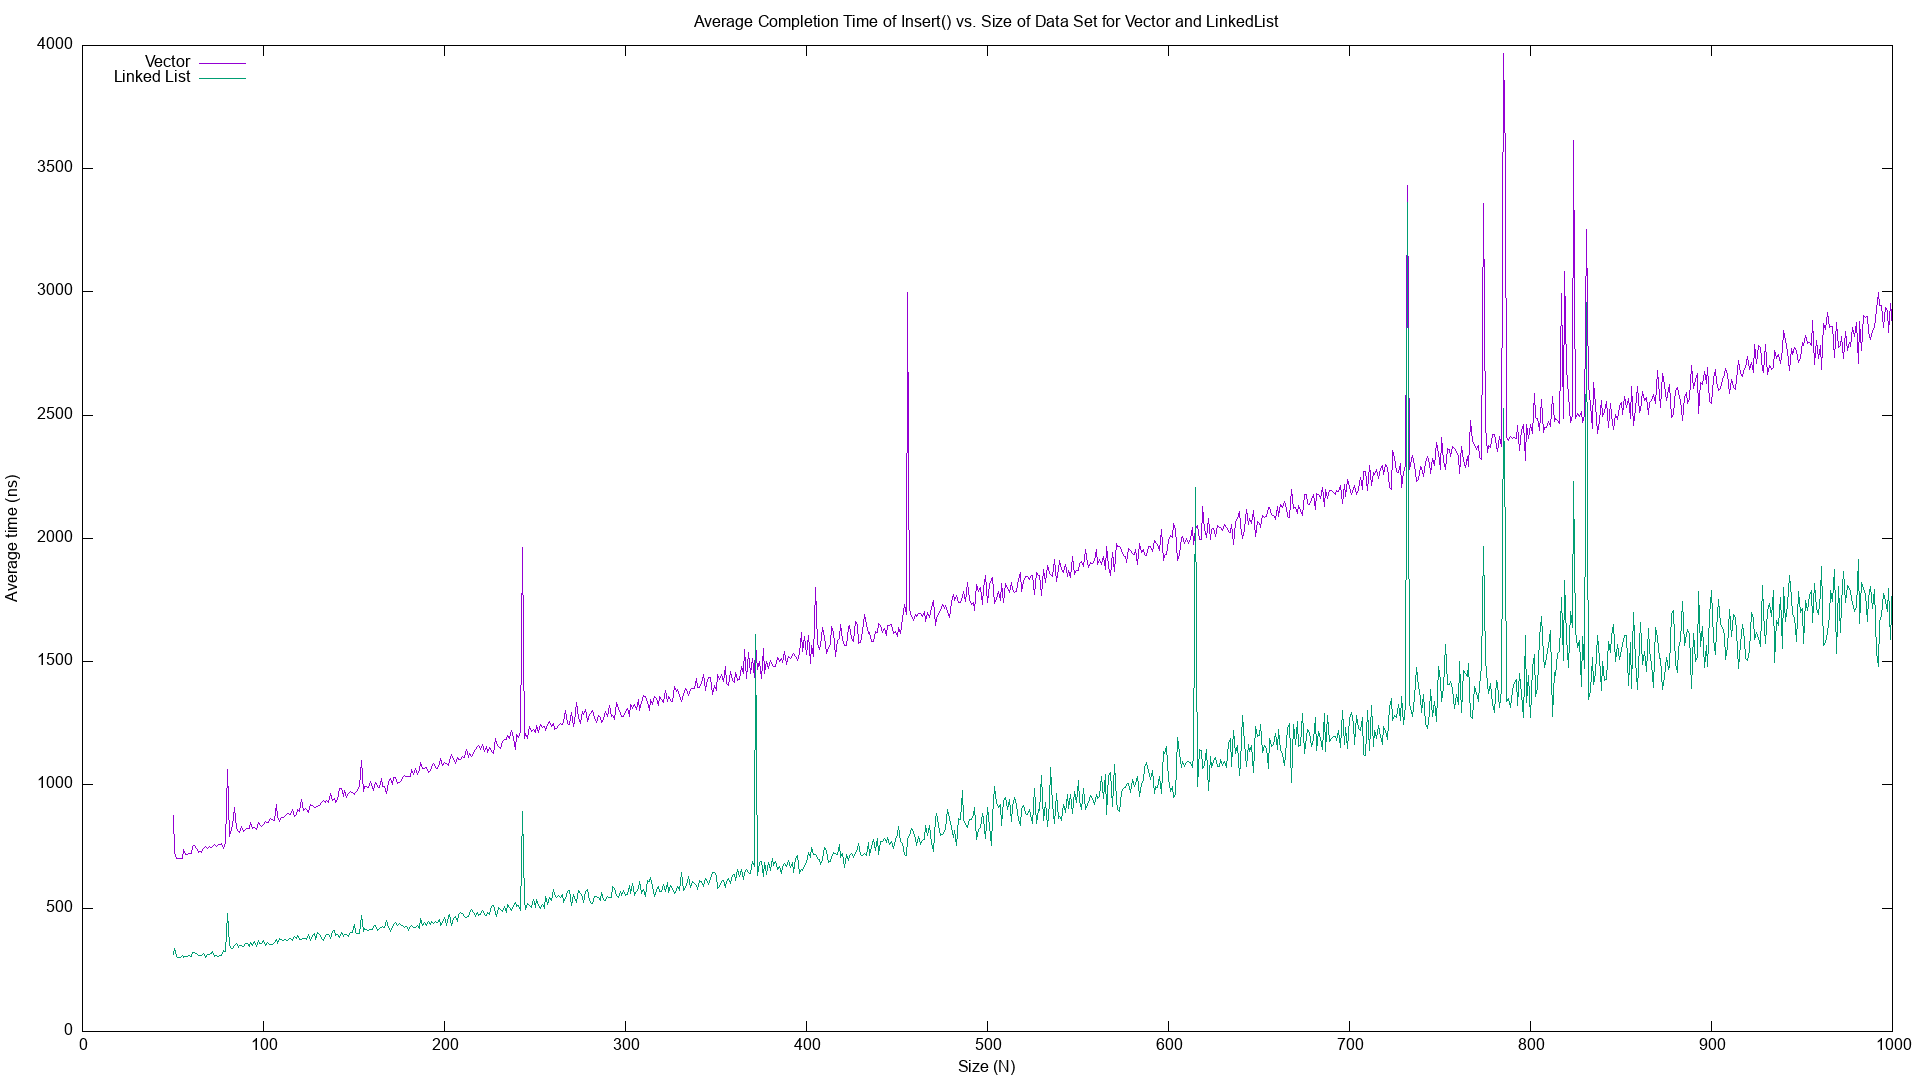 Average Completion Time of Insert() vs. Size of Data Set for Vector and LinkedList
4000
Vector
Linked List
3500
3000
2500
2000
Average time (ns)
1500
1000
500
0
0 100 200 300 400 500 600 700 800 900 1000
Size (N)